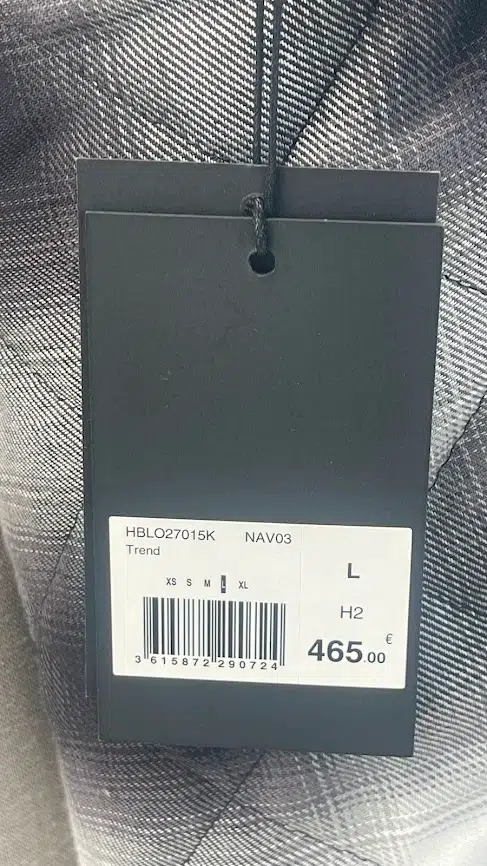 HBLO27015K NAV03
Trend
L
XS S M L XL
H2
465.00 €
3 615872 290724